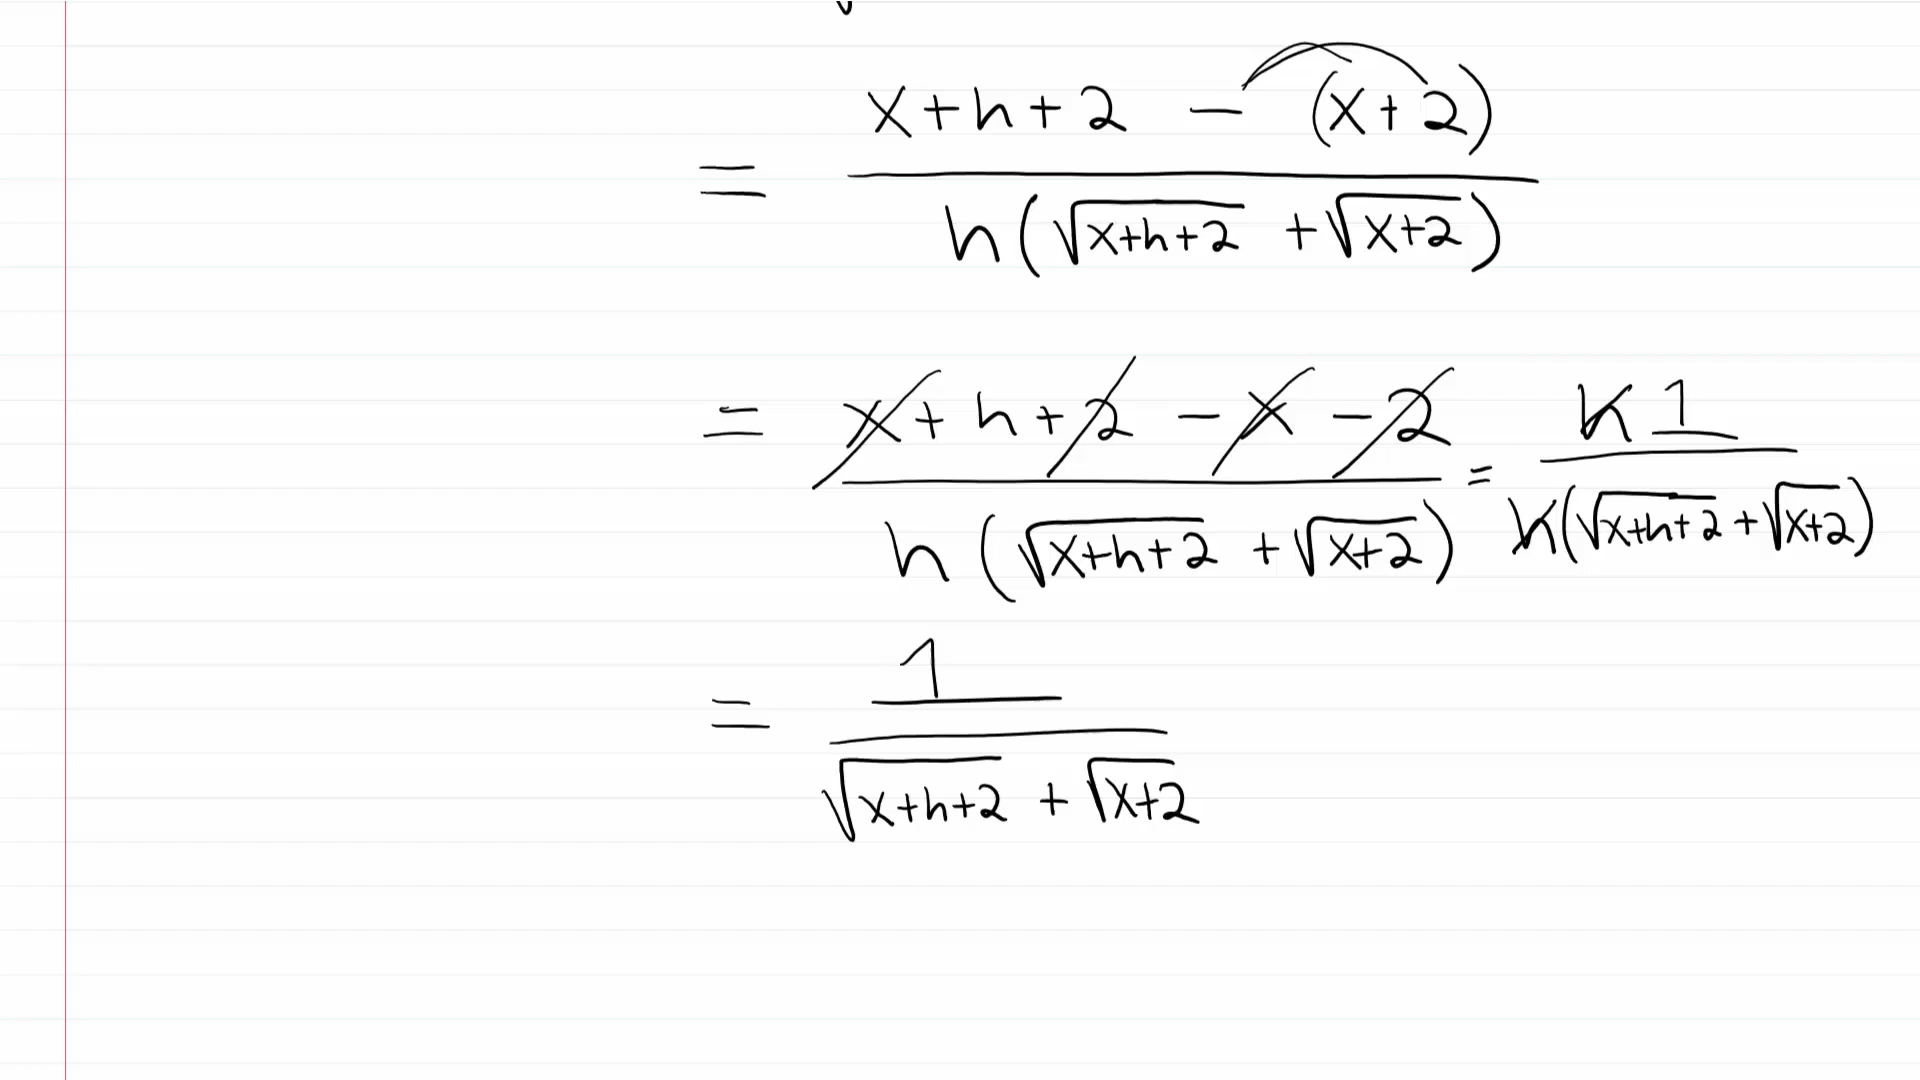 x+h+2 - (x+2)
= 
h(√x+h+2 + √x+2)
= x+h+2 -x -2 = h 1
h(√x+h+2 + √x+2) h(√x+h+2 + √x+2)
= 1
√x+h+2 + √x+2